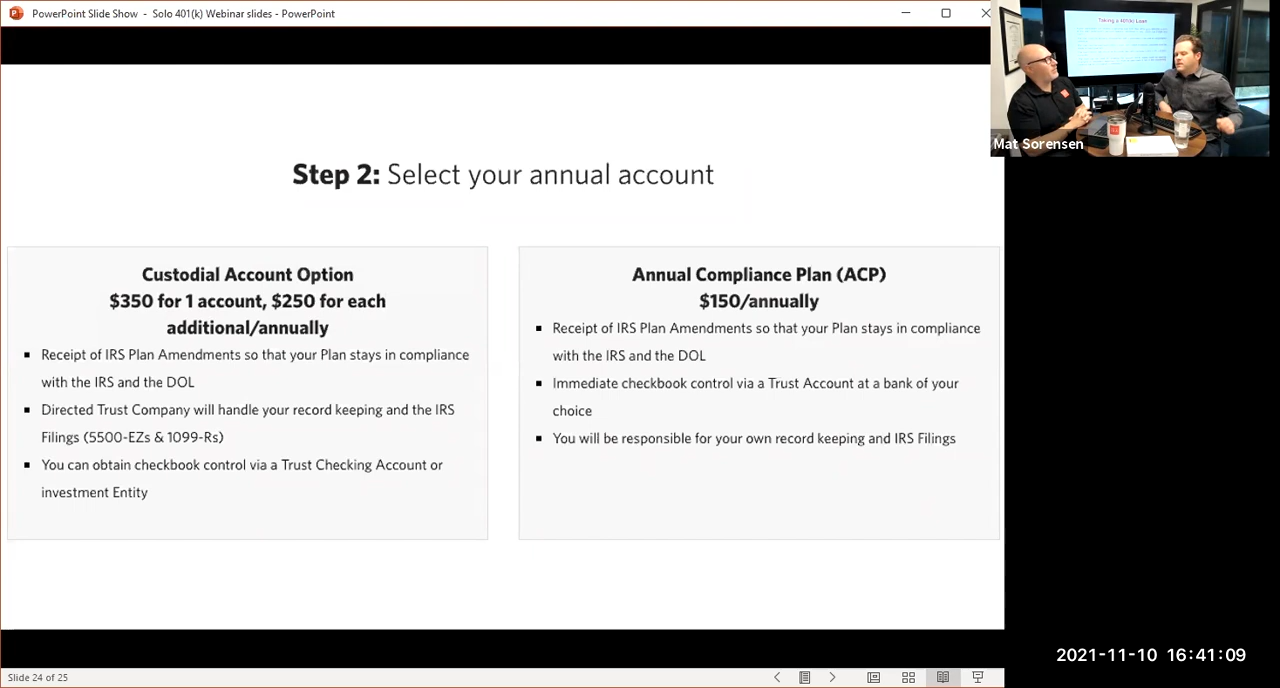 PowerPoint Slide Show - Solo 401(k) Webinar slides - PowerPoint
Taking a 401(k) Loan
Mat Sorensen
Step 2: Select your annual account
Custodial Account Option
$350 for 1 account, $250 for each
additional/annually
▪ Receipt of IRS Plan Amendments so that your Plan stays in compliance
with the IRS and the DOL
▪ Directed Trust Company will handle your record keeping and the IRS
Filings (5500-EZs & 1099-Rs)
▪ You can obtain checkbook control via a Trust Checking Account or
investment Entity
Annual Compliance Plan (ACP)
$150/annually
▪ Receipt of IRS Plan Amendments so that your Plan stays in compliance
with the IRS and the DOL
▪ Immediate checkbook control via a Trust Account at a bank of your
choice
▪ You will be responsible for your own record keeping and IRS Filings
2021-11-10 16:41:09
Slide 24 of 25